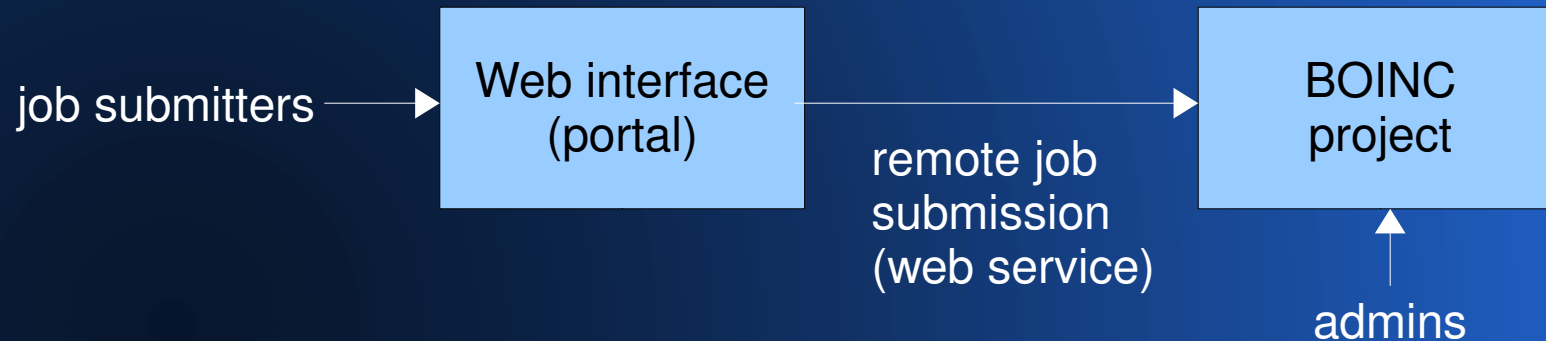 job submitters
Web interface
(portal)
remote job
submission
(web service)
BOINC
project
admins